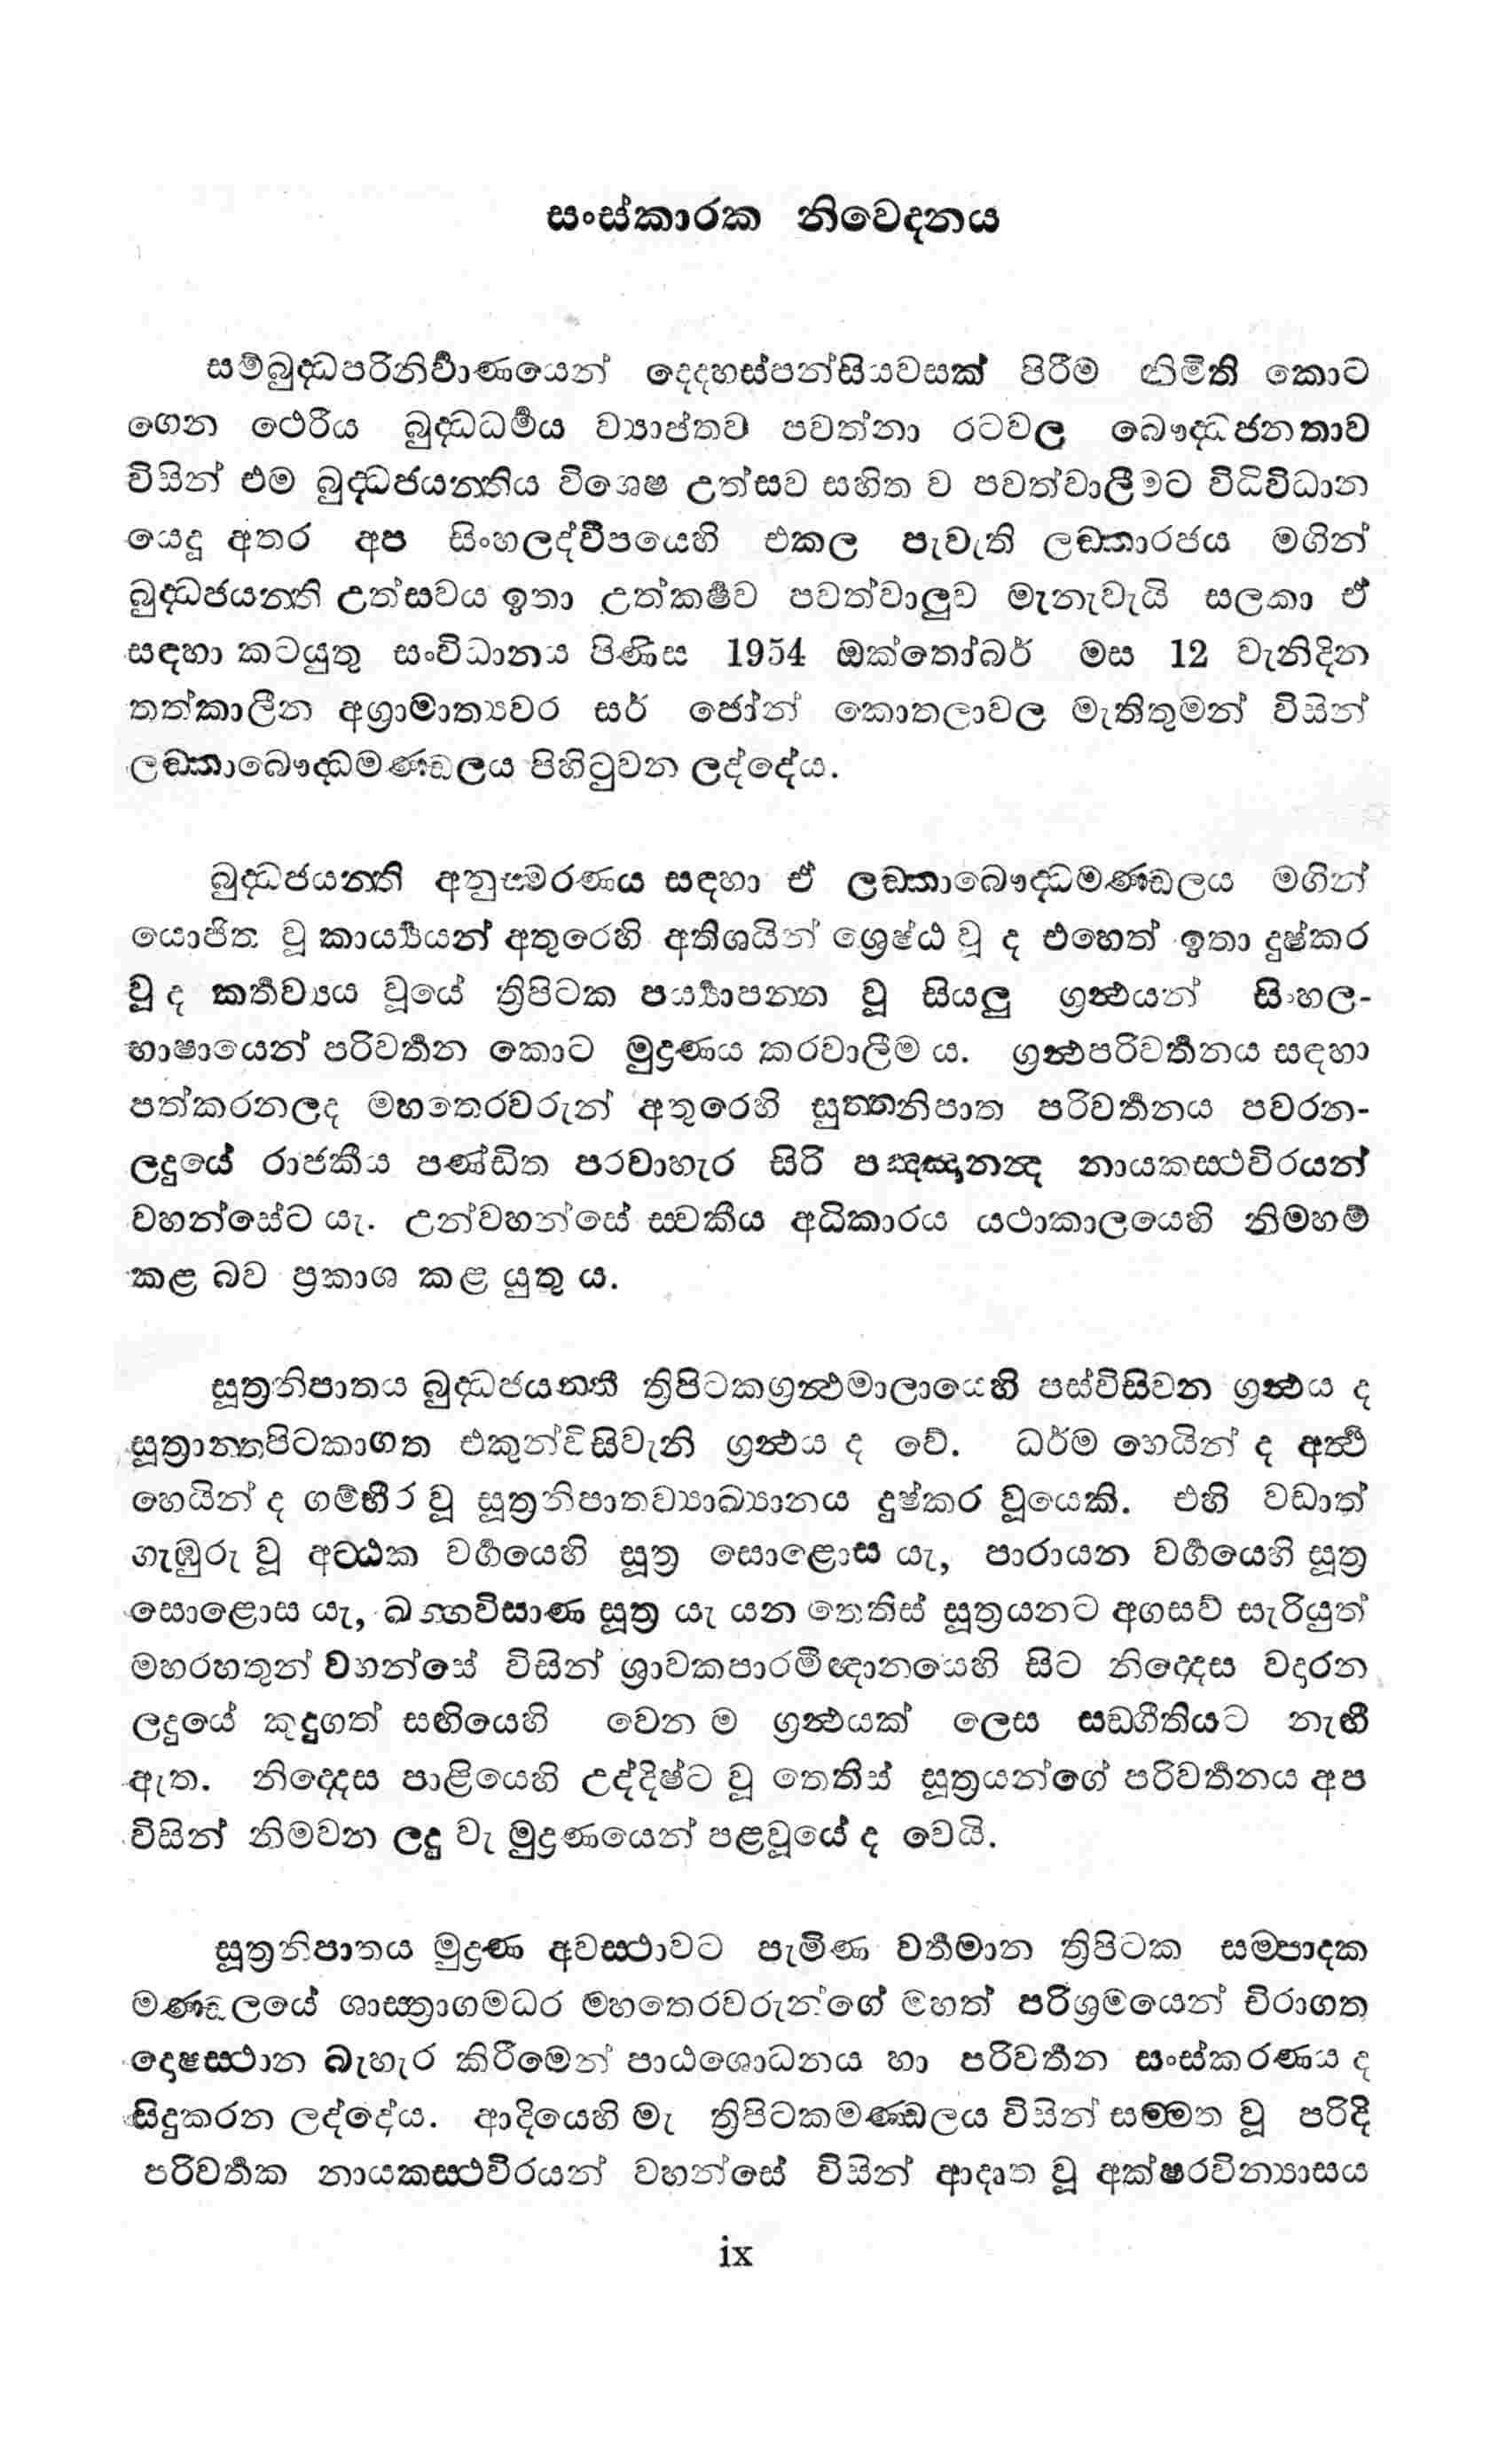 සංස්කාරක නිවෙදනය
සම්බුද්ධපරිනිර්වාණයෙන් දෙදහස්පන්සියවසක් පිරීම නිමිති කොට
ගෙන ථෙරීය බුද්ධධර්මය ව්‍යාප්තව පවත්නා රටවල බෞද්ධජනතාව
විසින් එම බුද්ධජයන්තිය විශෙෂ උත්සව සහිත ව පවත්වාලීමට විධිවිධාන
යෙදූ අතර අප සිංහලද්වීපයෙහි එකල පැවැති ලඞ්කාරජය මගින්
බුද්ධජයන්ති උත්සවය ඉතා උත්කර්ෂව පවත්වාලුව මැනැවැයි සලකා ඒ
සඳහා කටයුතු සංවිධානය පිණිස 1954 ඔක්තෝබර් මස 12 වැනිදින
තත්කාලීන අග්‍රාමාත්‍යවර සර් ජෝන් කොතලාවල මැතිතුමන් විසින්
ලඞ්කාබෞද්ධමණ්ඩලය පිහිටුවන ලද්දේය.
බුද්ධජයන්ති අනුස්මරණය සඳහා ඒ ලඞ්කාබෞද්ධමණ්ඩලය මගින්
යොජිත වූ කාර්‍ය්‍යයන් අතුරෙහි අතිශයින් ශ්‍රෙෂ්ඨ වූ ද එහෙත් ඉතා දුෂ්කර
වූ ද කර්තව්‍යය වූයේ ත්‍රිපිටක පර්‍ය්‍යාපන්න වූ සියලු ග්‍රන්ථයන් සිංහල-
භාෂායෙන් පරිවර්තන කොට මුද්‍රණය කරවාලීම ය. ග්‍රන්ථපරිවර්තනය සඳහා
පත්කරනලද මහතෙරවරුන් අතුරෙහි සුත්තනිපාත පරිවර්තනය පවරන-
ලදුයේ රාජකීය පණ්ඩිත පරවාහැර සිරි පඤ්ඤානන්ද නායකස්ථවිරයන්
වහන්සේට යැ. උන්වහන්සේ ස්වකීය අධිකාරය යථාකාලයෙහි නිමහම්
කළ බව ප්‍රකාශ කළ යුතු ය.
සූත්‍රනිපාතය බුද්ධජයන්තී ත්‍රිපිටකග්‍රන්ථමාලායෙහි පස්විසිවන ග්‍රන්ථය ද
සූත්‍රාන්තපිටකාගත එකුන්විසිවැනි ග්‍රන්ථය ද වේ. ධර්ම හෙයින් ද අර්ත්ථ
හෙයින් ද ගම්භීර වූ සූත්‍රනිපාතව්‍යාඛ්‍යානය දුෂ්කර වූයෙකි. එහි වඩාත්
ගැඹුරු වූ අට්ඨක වර්ගයෙහි සූත්‍ර සොළොස යැ, පාරායන වර්ගයෙහි සූත්‍ර
සොළොස යැ, ඛග්ගවිසාණ සූත්‍ර යැ යන තෙතිස් සූත්‍රයනට අගසව් සැරියුත්
මහරහතුන් වහන්සේ විසින් ශ්‍රාවකපාරමීඥානයෙහි සිට නිද්දෙස වදාරන
ලදුයේ කුදුගත් සඟියෙහි වෙන ම ග්‍රන්ථයක් ලෙස සඞ්ගීතියට නැඟී
ඇත. නිද්දෙස පාළියෙහි උද්දිෂ්ට වූ තෙතිස් සූත්‍රයන්ගේ පරිවර්තනය අප
විසින් නිමවන ලදු වැ මුද්‍රණයෙන් පළවූයේ ද වෙයි.
සූත්‍රනිපාතය මුද්‍රණ අවස්ථාවට පැමිණ වර්තමාන ත්‍රිපිටක සම්පාදක
මණ්ඩලයේ ශාස්ත්‍රාගමධර මහතෙරවරුන්ගේ මහත් පරිශ්‍රමයෙන් චිරාගත
දොෂස්ථාන බැහැර කිරීමෙන් පාඨශොධනය හා පරිවර්තන සංස්කරණය ද
සිදුකරන ලද්දේය. ආදියෙහි මැ ත්‍රිපිටකමණ්ඩලය විසින් සම්මත වූ පරිදි
පරිවර්තක නායකස්ථවිරයන් වහන්සේ විසින් ආදෘත වූ අක්ෂරවින්‍යාසය
ix